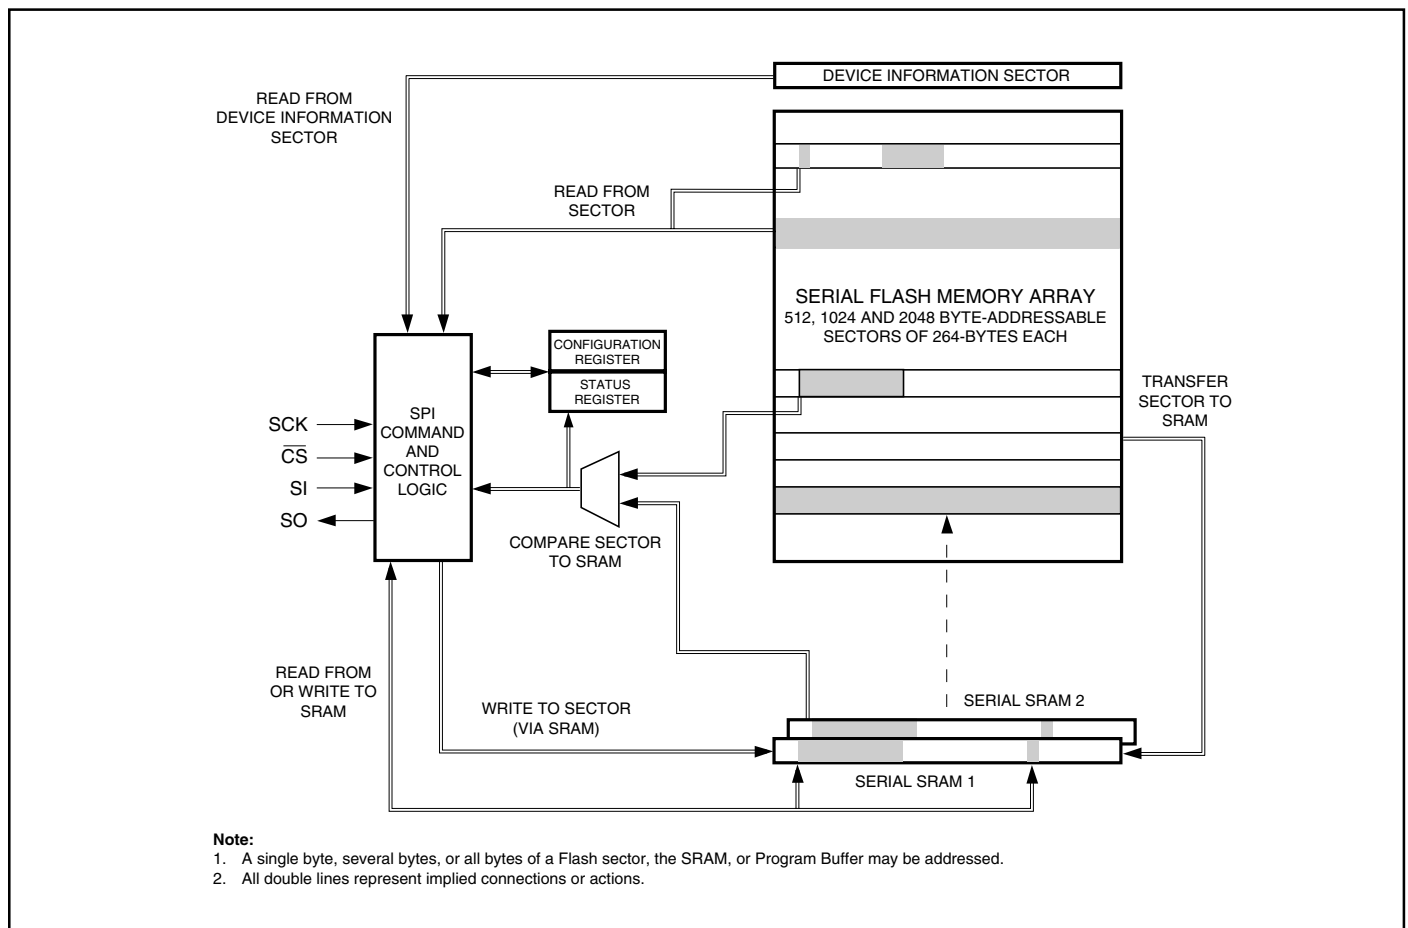 DEVICE INFORMATION SECTOR
READ FROM
DEVICE INFORMATION
SECTOR
READ FROM
SECTOR
SERIAL FLASH MEMORY ARRAY
512, 1024 AND 2048 BYTE-ADDRESSABLE
SECTORS OF 264-BYTES EACH
CONFIGURATION
REGISTER
STATUS
REGISTER
TRANSFER
SECTOR TO
SRAM
SPI
COMMAND
AND
CONTROL
LOGIC
SCK
CS
SI
SO
COMPARE SECTOR
TO SRAM
READ FROM
OR WRITE TO
SRAM
WRITE TO SECTOR
(VIA SRAM)
SERIAL SRAM 2
SERIAL SRAM 1
Note:
1. A single byte, several bytes, or all bytes of a Flash sector, the SRAM, or Program Buffer may be addressed.
2. All double lines represent implied connections or actions.